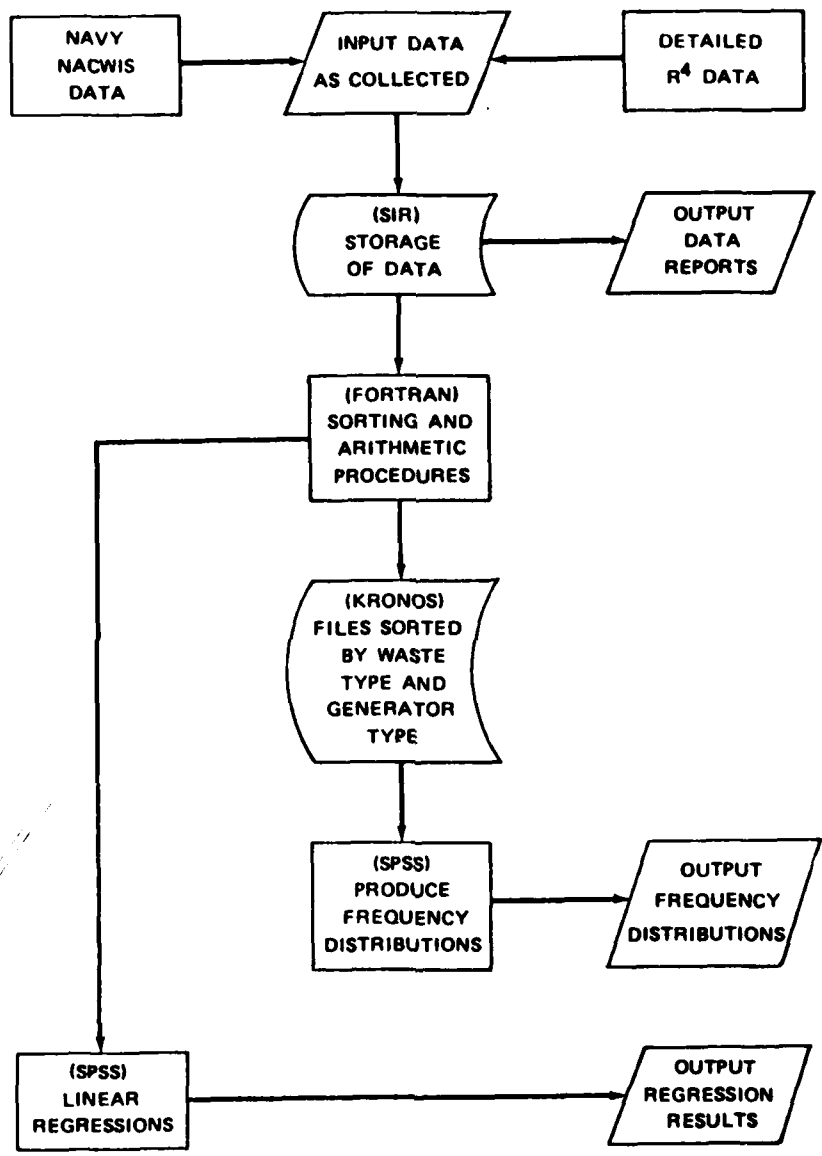 NAVY
NACWIS
DATA
INPUT DATA
AS COLLECTED
DETAILED
R⁴ DATA
(SIR)
STORAGE
OF DATA
OUTPUT
DATA
REPORTS
(FORTRAN)
SORTING AND
ARITHMETIC
PROCEDURES
(KRONOS)
FILES SORTED
BY WASTE
TYPE AND
GENERATOR
TYPE
(SPSS)
PRODUCE
FREQUENCY
DISTRIBUTIONS
OUTPUT
FREQUENCY
DISTRIBUTIONS
(SPSS)
LINEAR
REGRESSIONS
OUTPUT
REGRESSION
RESULTS